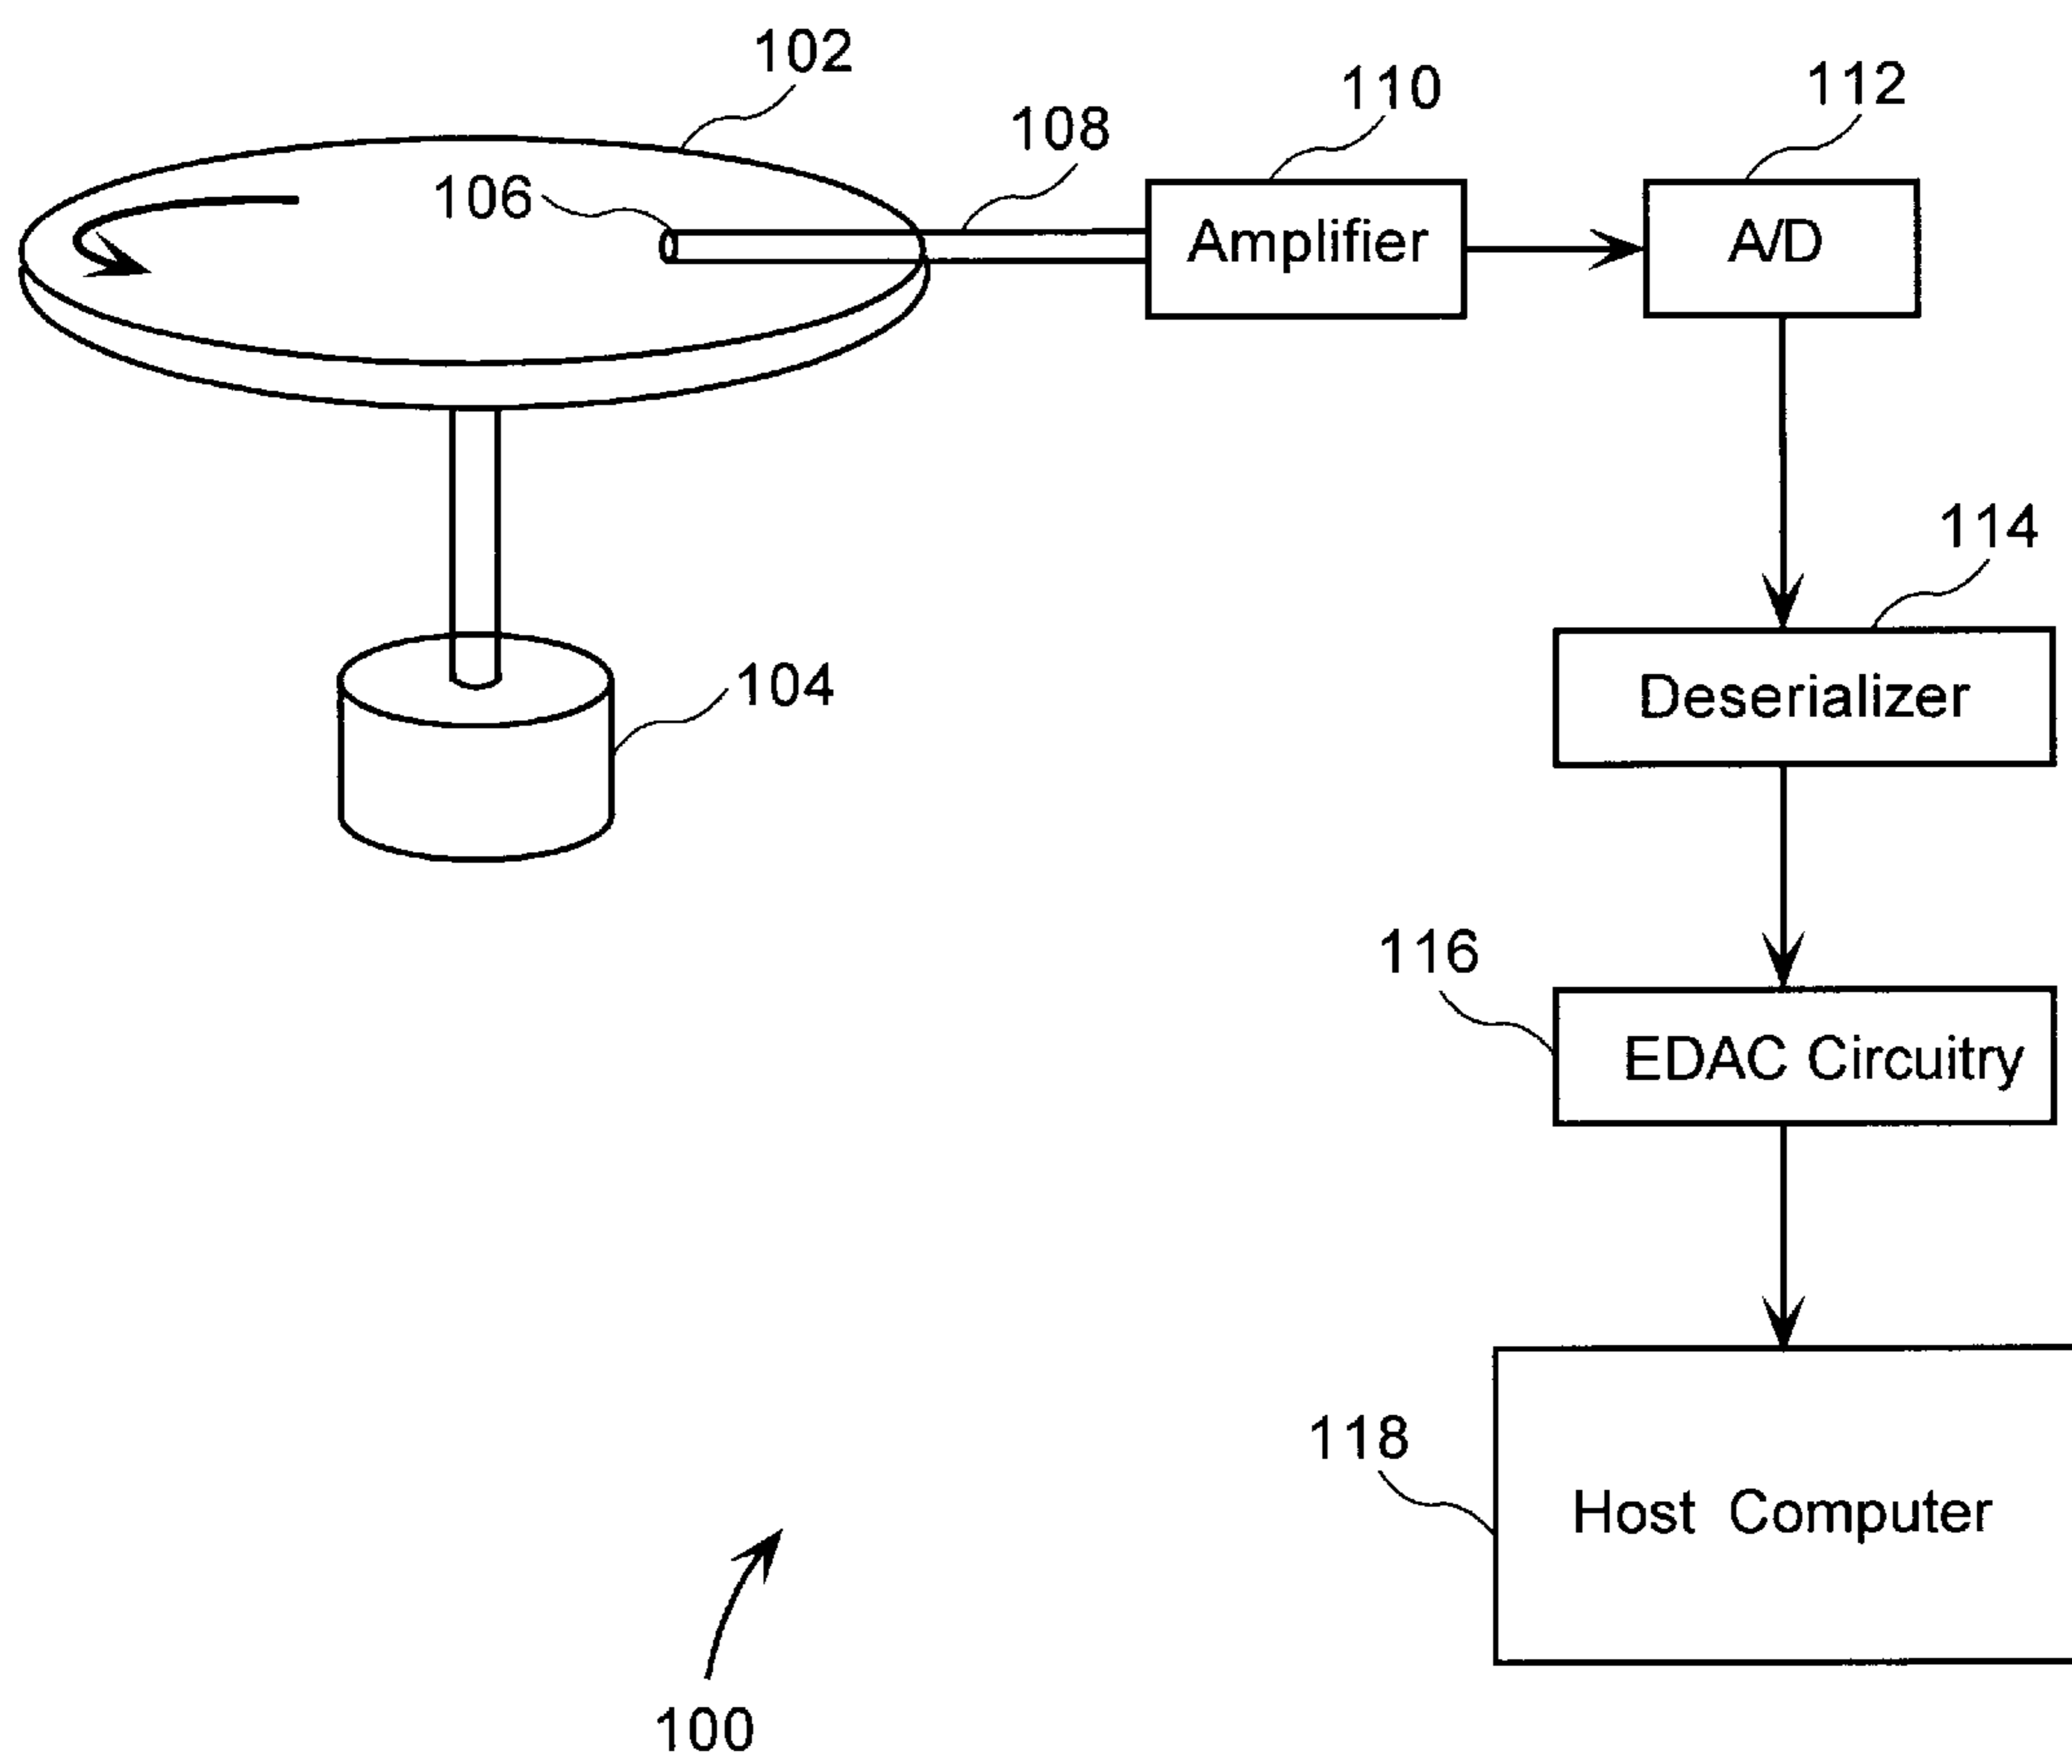 102
110
112
108
106
Amplifier
A/D
114
104
Deserializer
116
EDAC Circuitry
118
Host Computer
100